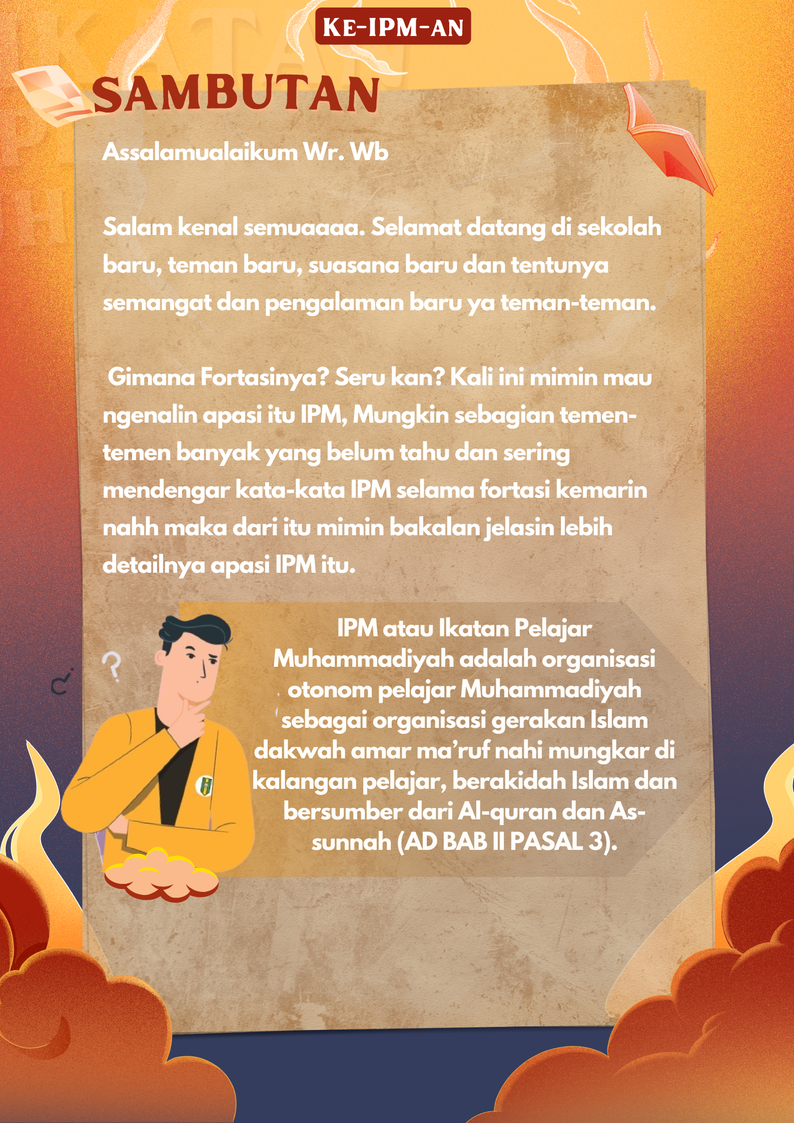 KE-IPM-AN
SAMBUTAN
Assalamualaikum Wr. Wb
Salam kenal semuaaaa. Selamat datang di sekolah
baru, teman baru, suasana baru dan tentunya
semangat dan pengalaman baru ya teman-teman.
Gimana Fortasinya? Seru kan? Kali ini mimin mau
ngenalin apasi itu IPM, Mungkin sebagian temen-
temen banyak yang belum tahu dan sering
mendengar kata-kata IPM selama fortasi kemarin
nahh maka dari itu mimin bakalan jelasin lebih
detailnya apasi IPM itu.
IPM atau Ikatan Pelajar
Muhammadiyah adalah organisasi
otonom pelajar Muhammadiyah
sebagai organisasi gerakan Islam
dakwah amar ma’ruf nahi mungkar di
kalangan pelajar, berakidah Islam dan
bersumber dari Al-quran dan As-
sunnah (AD BAB II PASAL 3).